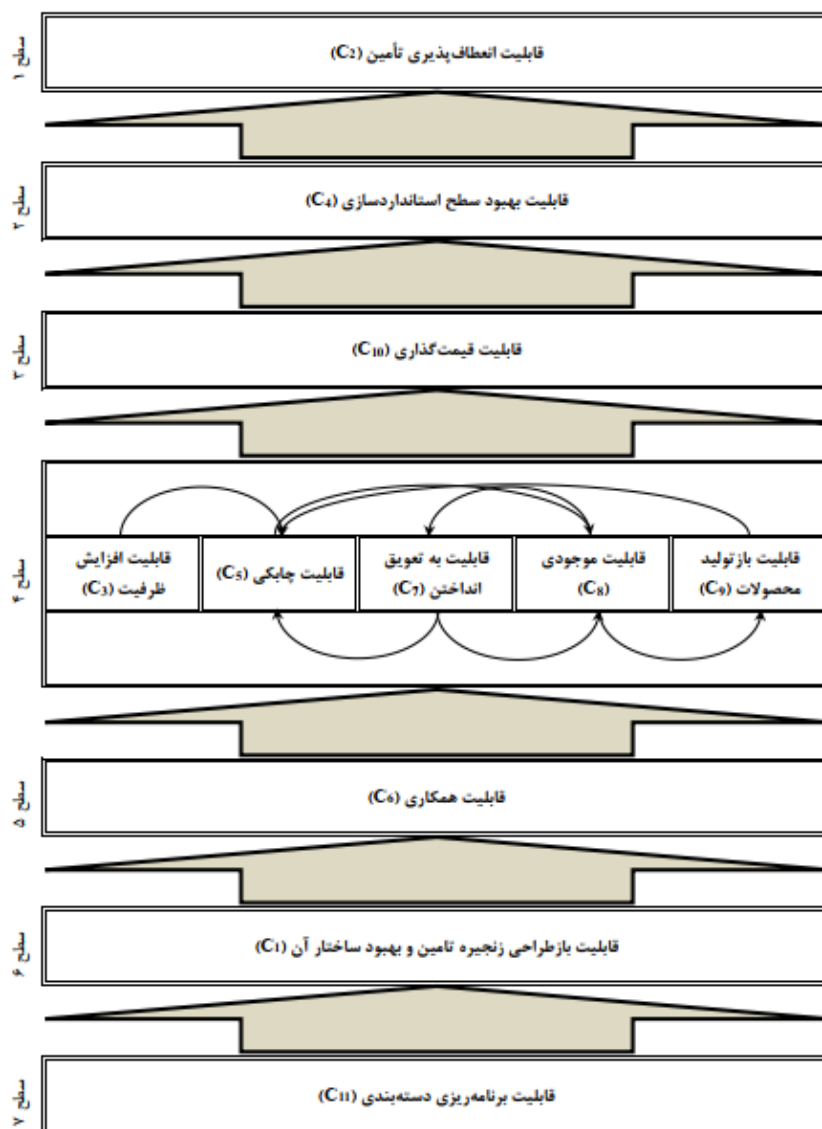 سطح ۱
قابلیت انعطاف‌پذیری تأمین (C2)
سطح ۲
قابلیت بهبود سطح استانداردسازی (C4)
سطح ۳
قابلیت قیمت‌گذاری (C10)
سطح ۴
قابلیت افزایش
ظرفیت (C3)
قابلیت چابکی (C5)
قابلیت به تعویق
انداختن (C7)
قابلیت موجودی
(C8)
قابلیت بازتولید
محصولات (C9)
سطح ۵
قابلیت همکاری (C6)
سطح ۶
قابلیت بازطراحی زنجیره تامین و بهبود ساختار آن (C1)
سطح ۷
قابلیت برنامه‌ریزی دسته‌بندی (C11)